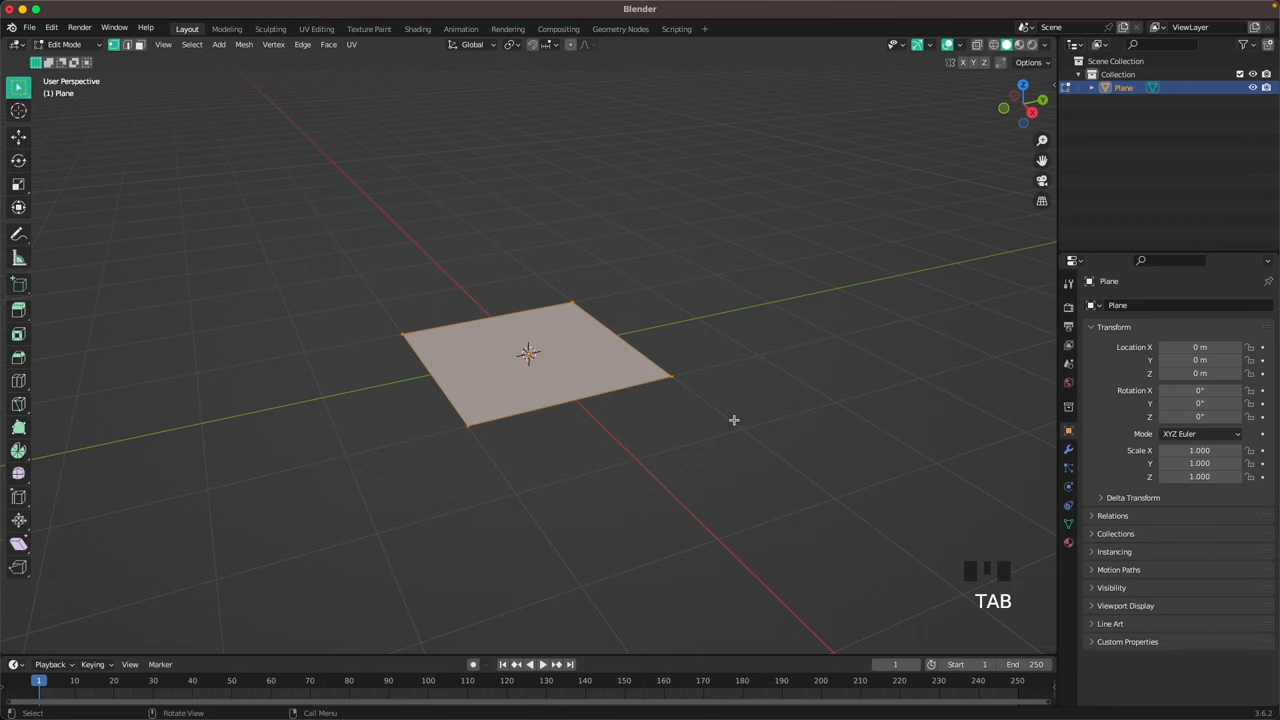 Blender
File Edit Render Window Help Layout Modeling Sculpting UV Editing Texture Paint Shading Animation Rendering Compositing Geometry Nodes Scripting Scene ViewLayer
Edit Mode View Select Add Mesh Vertex Edge Face UV Global
X Y Z Options
User Perspective
(1) Plane
Z
Y
X
Scene Collection
Collection
Plane
Plane
Plane
Transform
Location X 0 m
Y 0 m
Z 0 m
Rotation X 0°
Y 0°
Z 0°
Mode XYZ Euler
Scale X 1.000
Y 1.000
Z 1.000
Delta Transform
Relations
Collections
Instancing
Motion Paths
Visibility
Viewport Display
Line Art
Custom Properties
TAB
Playback Keying View Marker 1 Start 1 End 250
1 10 20 30 40 50 60 70 80 90 100 110 120 130 140 150 160 170 180 190 200 210 220 230 240 250
Select Rotate View Call Menu 3.6.2